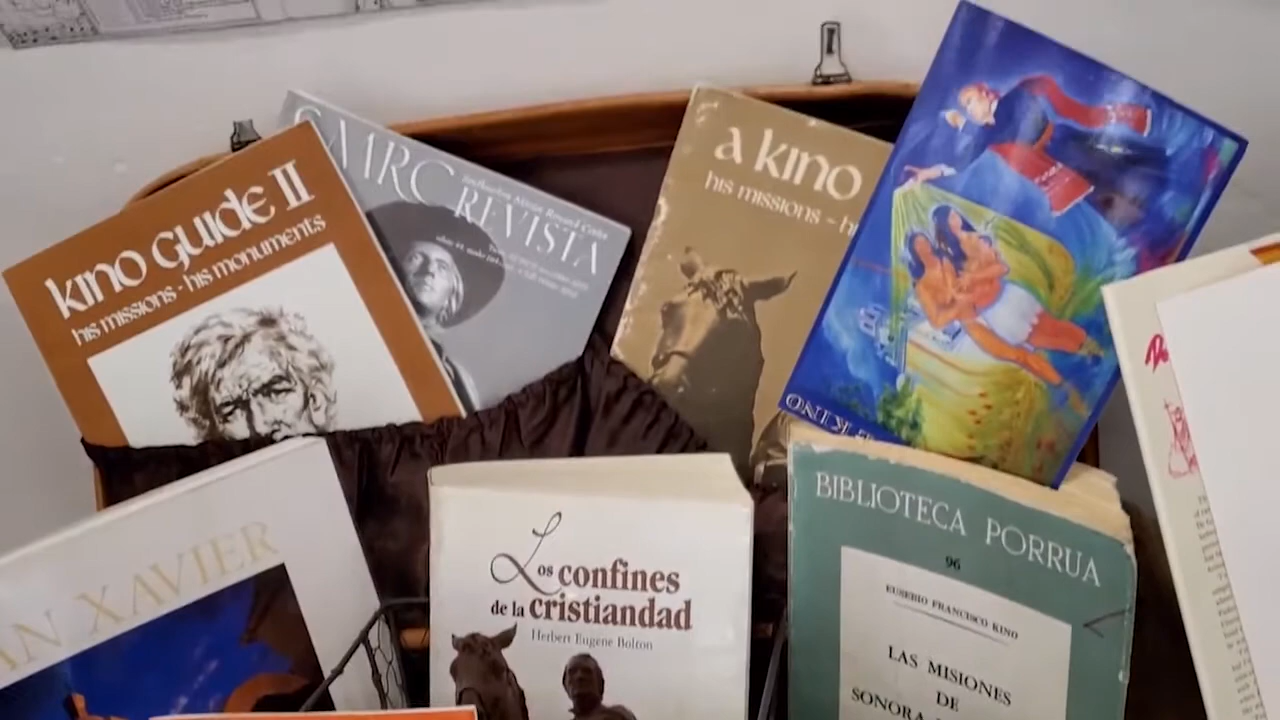 kino guide II
his missions - his monuments
SMRC REVISTA
a kino
his missions - h
KINO
AN XAVIER
Los confines
de la cristiandad
Herbert Eugene Bolton
BIBLIOTECA PORRUA
96
EUSEBIO FRANCISCO KINO
LAS MISIONES
DE
SONORA